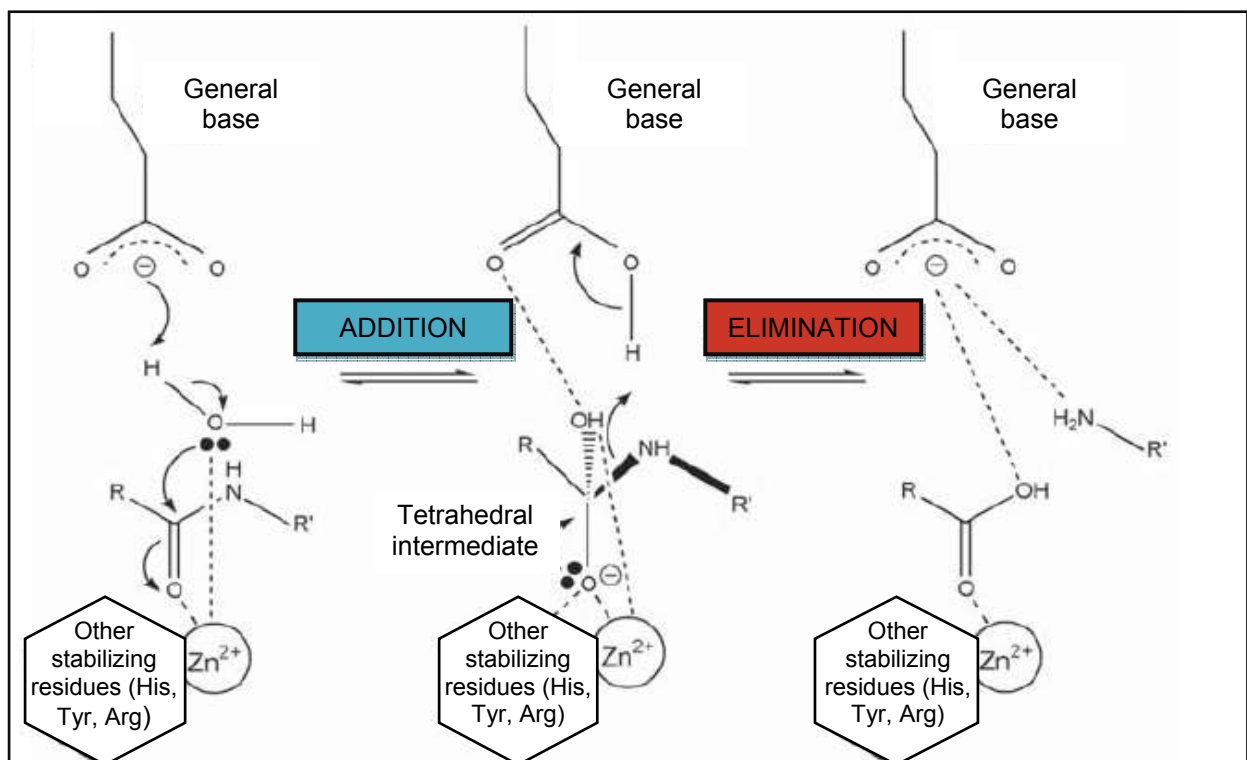 General
base
General
base
General
base
O
O
O
O
O
O
ADDITION
ELIMINATION
H
H
O
H
OH
NH
R
R'
H₂N
R'
H
N
R
R'
O
Tetrahedral
intermediate
O
R
OH
O
Other
stabilizing
residues (His,
Tyr, Arg)
Zn²⁺
Other
stabilizing
residues (His,
Tyr, Arg)
Zn²⁺
Other
stabilizing
residues (His,
Tyr, Arg)
Zn²⁺